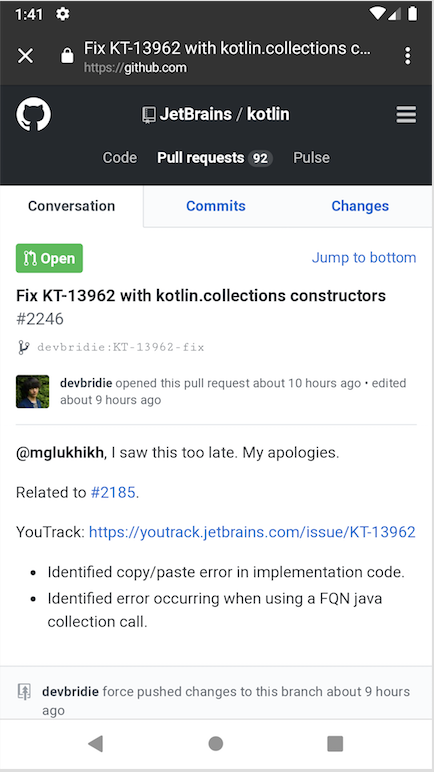 1:41
Fix KT-13962 with kotlin.collections c...
https://github.com
JetBrains / kotlin
Code Pull requests 92 Pulse
Conversation Commits Changes
Open Jump to bottom
Fix KT-13962 with kotlin.collections constructors
#2246
devbridie:KT-13962-fix
devbridie opened this pull request about 10 hours ago • edited
about 9 hours ago
@mglukhikh, I saw this too late. My apologies.
Related to #2185.
YouTrack: https://youtrack.jetbrains.com/issue/KT-13962
• Identified copy/paste error in implementation code.
• Identified error occurring when using a FQN java
collection call.
devbridie force pushed changes to this branch about 9 hours
ago